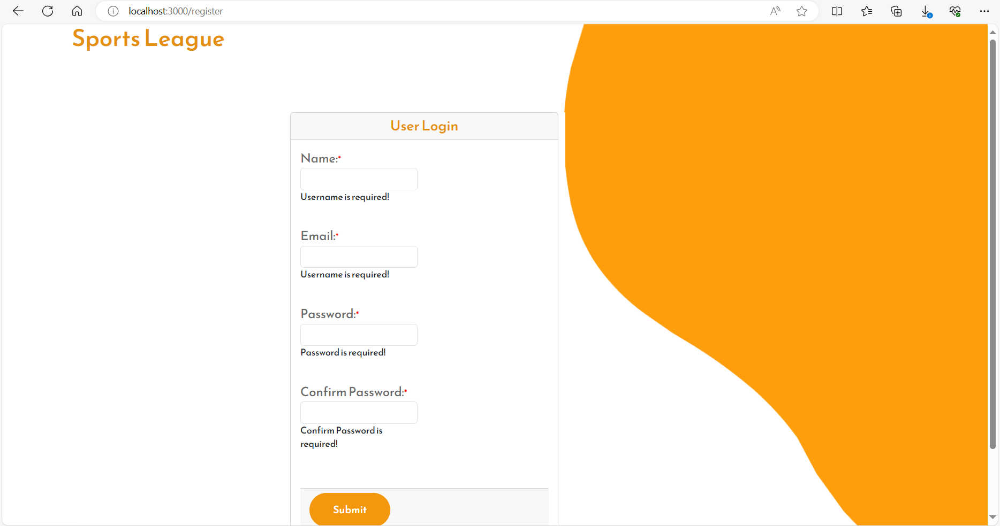 localhost:3000/register
Sports League
User Login
Name:*
Username is required!
Email:*
Username is required!
Password:*
Password is required!
Confirm Password:*
Confirm Password is
required!
Submit